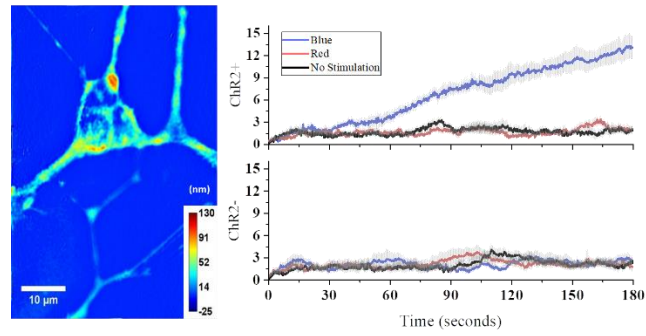 (nm)
130
91
52
14
-25
10 μm
ChR2+
15
12
9
6
3
0
Blue
Red
No Stimulation
ChR2-
15
12
9
6
3
0
0 30 60 90 120 150 180
Time (seconds)